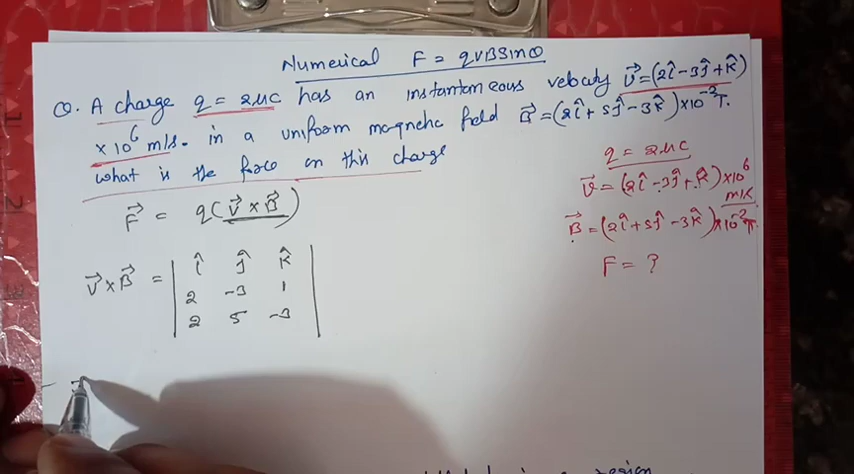 Numerical F = qVBSinθ
Q. A charge q = 2μC has an instantaneous velocity V⃗=(2î-3ĵ+k̂)
×10⁶ m/s. in a uniform magnetic field B⃗=(2î+5ĵ-3k̂)×10⁻²T.
what is the force on this charge
q = 2μC
V⃗=(2î-3ĵ+k̂)×10⁶
B⃗=(2î+5ĵ-3k̂)×10⁻²T.
F = ?
F⃗ = q(V⃗×B⃗)
V⃗×B⃗ = | î ĵ k̂ |
2 -3 1
2 5 -3